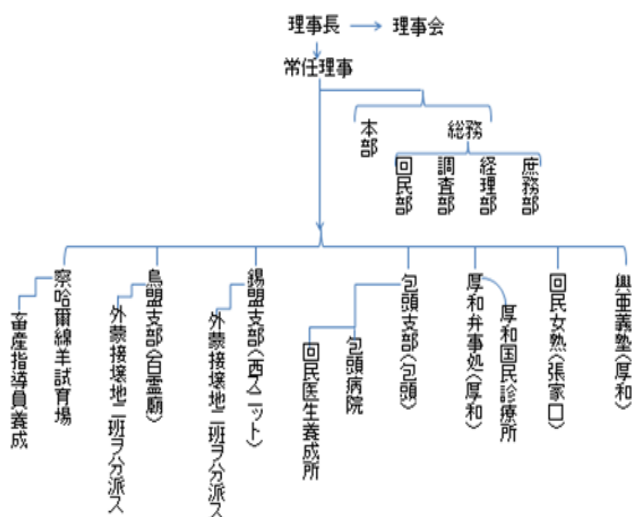 理事長 → 理事会
常任理事
本部
総務
回民部
調査部
経理部
庶務部
察哈爾綿羊試育場
畜産指導員養成
烏盟支部(百霊廟)
外蒙接壌地ニ班ヲ分派ス
錫盟支部(西スニット)
外蒙接壌地ニ班ヲ分派ス
包頭支部(包頭)
包頭病院
回民医生養成所
厚和弁事処(厚和)
厚和国民診療所
回民女熟(張家口)
興亜義塾(厚和)